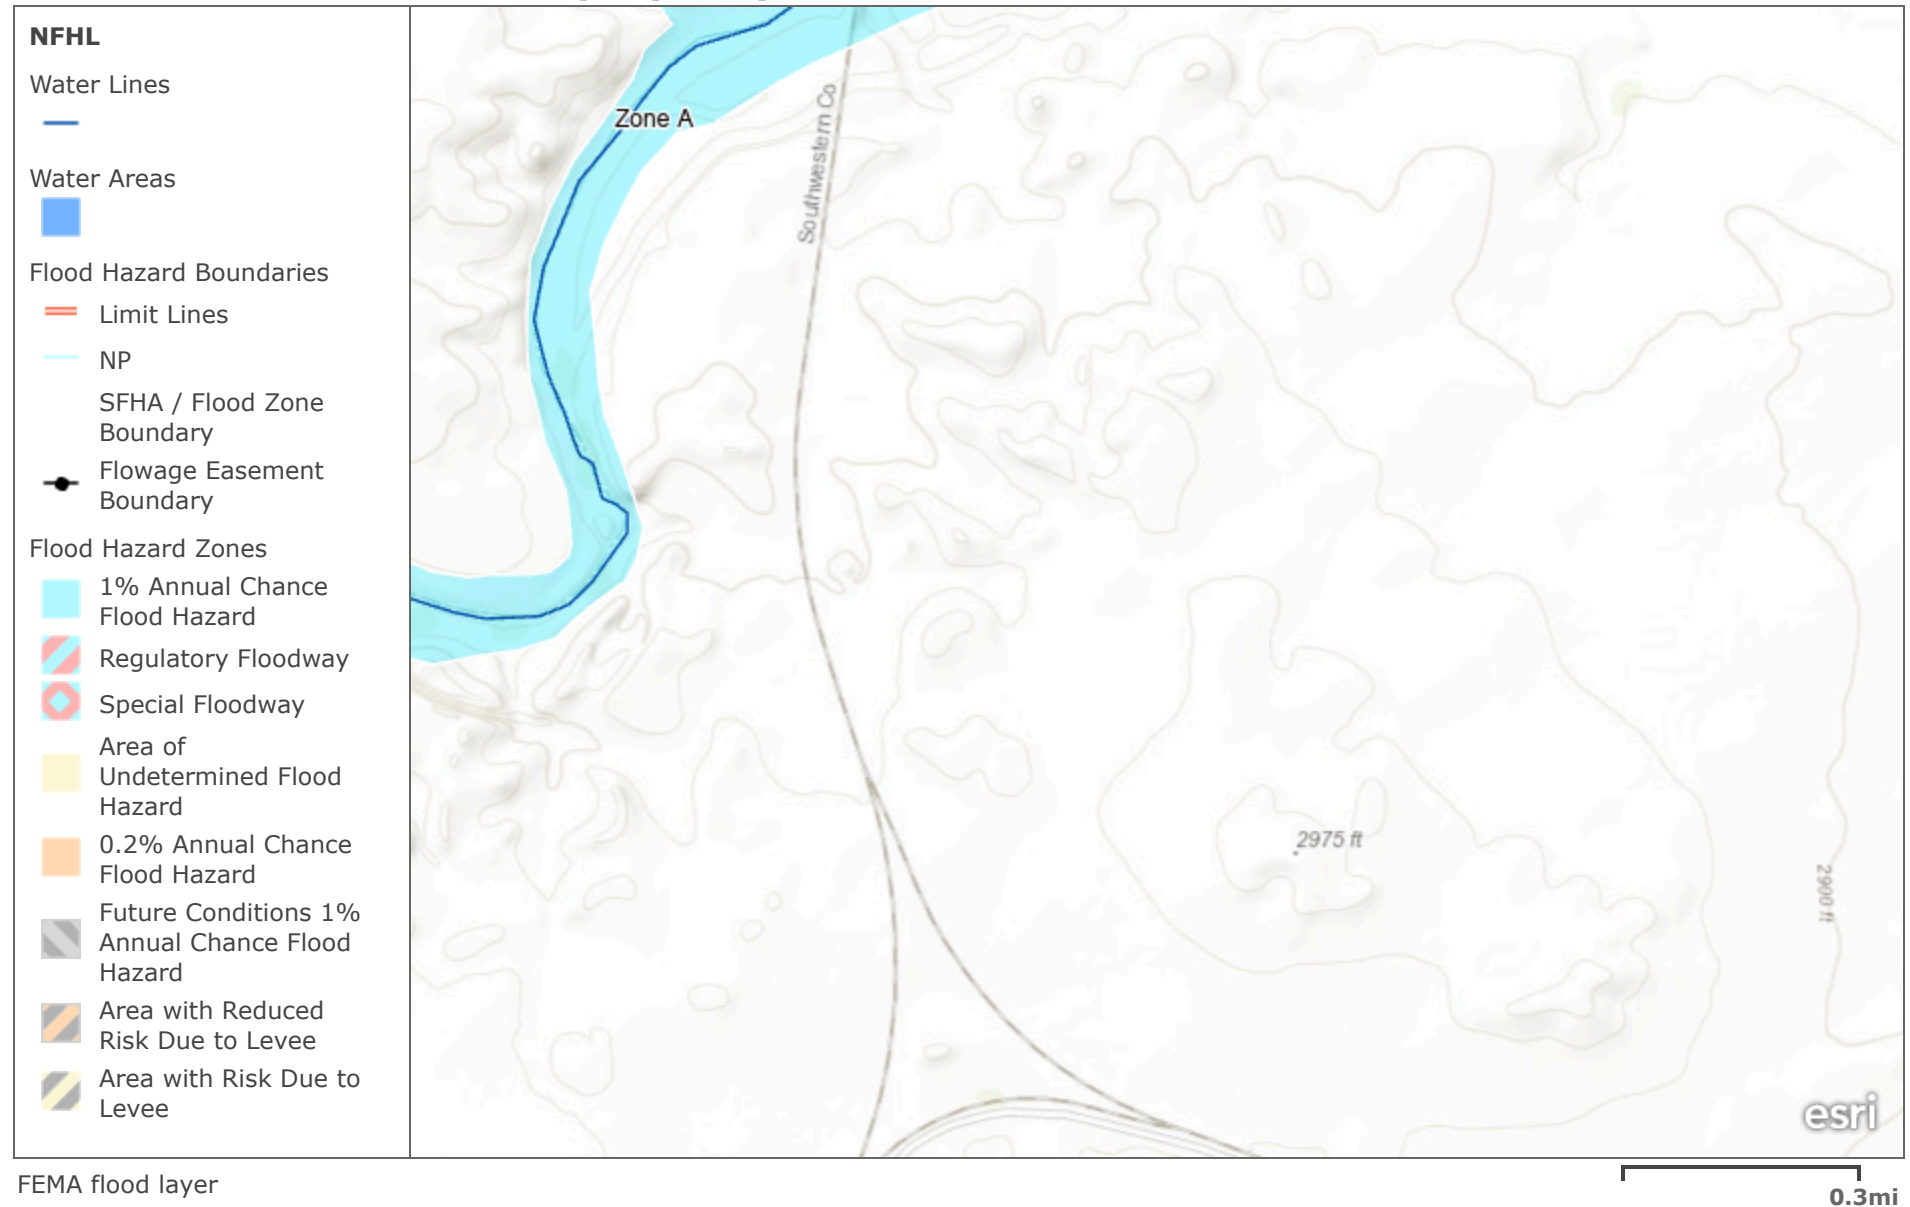 NFHL
Water Lines
Water Areas
Flood Hazard Boundaries
Limit Lines
NP
SFHA / Flood Zone
Boundary
Flowage Easement
Boundary
Flood Hazard Zones
1% Annual Chance
Flood Hazard
Regulatory Floodway
Special Floodway
Area of
Undetermined Flood
Hazard
0.2% Annual Chance
Flood Hazard
Future Conditions 1%
Annual Chance Flood
Hazard
Area with Reduced
Risk Due to Levee
Area with Risk Due to
Levee
Zone A
Southwestern Co
2975 ft
2900 ft
esri
FEMA flood layer
0.3mi